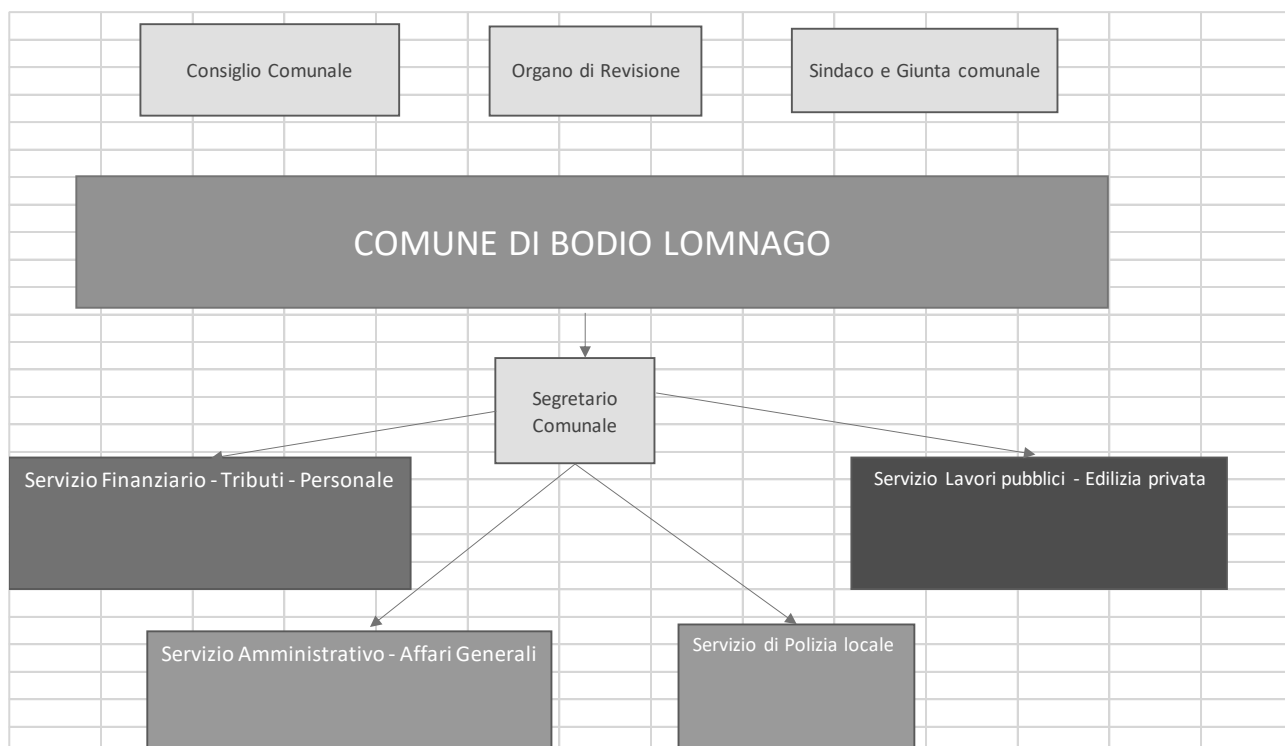 Consiglio Comunale
Organo di Revisione
Sindaco e Giunta comunale
COMUNE DI BODIO LOMNAGO
Segretario
Comunale
Servizio Finanziario - Tributi - Personale
Servizio Lavori pubblici - Edilizia privata
Servizio Amministrativo - Affari Generali
Servizio di Polizia locale